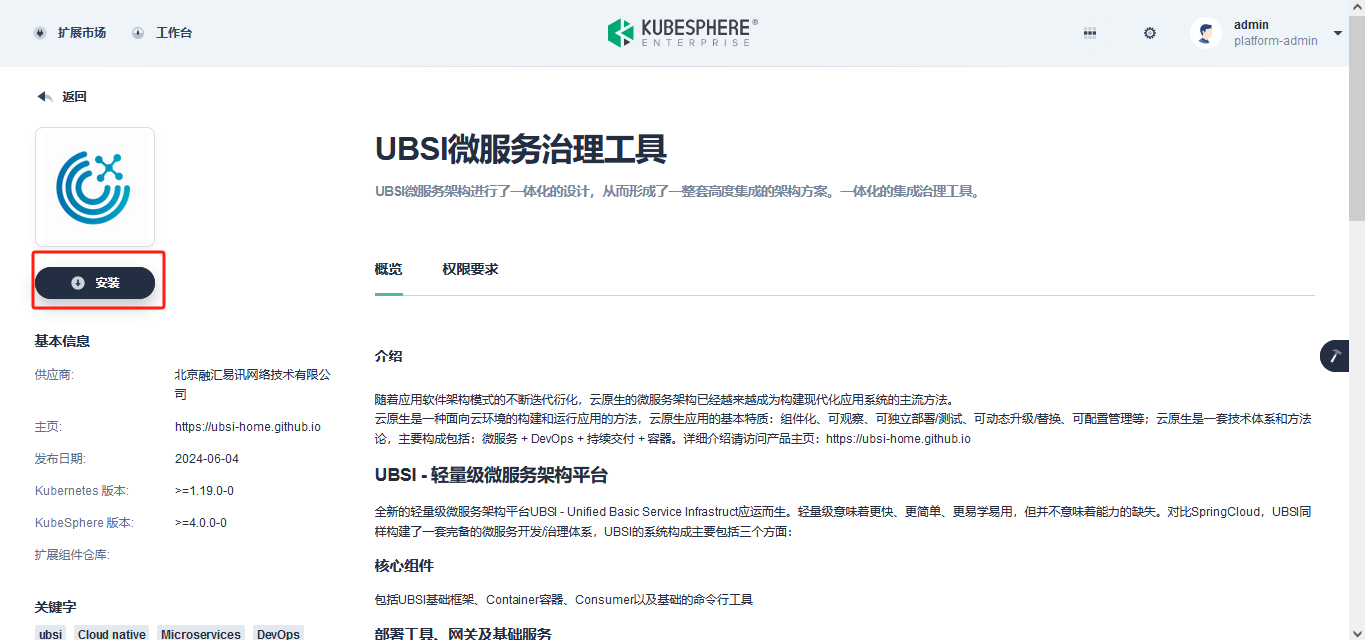 扩展市场
工作台
KUBESPHERE®
ENTERPRISE
admin
platform-admin
返回
UBSI微服务治理工具
UBSI微服务架构进行了一体化的设计，从而形成了一整套高度集成的架构方案。一体化的集成治理工具。
安装
概览
权限要求
基本信息
供应商:
北京融汇易讯网络技术有限公
司
主页:
https://ubsi-home.github.io
发布日期:
2024-06-04
Kubernetes 版本:
>=1.19.0-0
KubeSphere 版本:
>=4.0.0-0
扩展组件仓库:
关键字
ubsi
Cloud native
Microservices
DevOps
介绍
随着应用软件架构模式的不断迭代衍化，云原生的微服务架构已经越来越成为构建现代化应用系统的主流方法。
云原生是一种面向云环境的构建和运行应用的方法，云原生应用的基本特质：组件化、可观察、可独立部署/测试、可动态升级/替换、可配置管理等；云原生是一套技术体系和方法
论，主要构成包括：微服务 + DevOps + 持续交付 + 容器。详细介绍请访问产品主页：https://ubsi-home.github.io
UBSI - 轻量级微服务架构平台
全新的轻量级微服务架构平台UBSI - Unified Basic Service Infrastruct应运而生。轻量级意味着更快、更简单、更易学易用，但并不意味着能力的缺失。对比SpringCloud，UBSI同
样构建了一套完备的微服务开发/治理体系，UBSI的系统构成主要包括三个方面：
核心组件
包括UBSI基础框架、Container容器、Consumer以及基础的命令行工具
部署工具、网关及基础服务